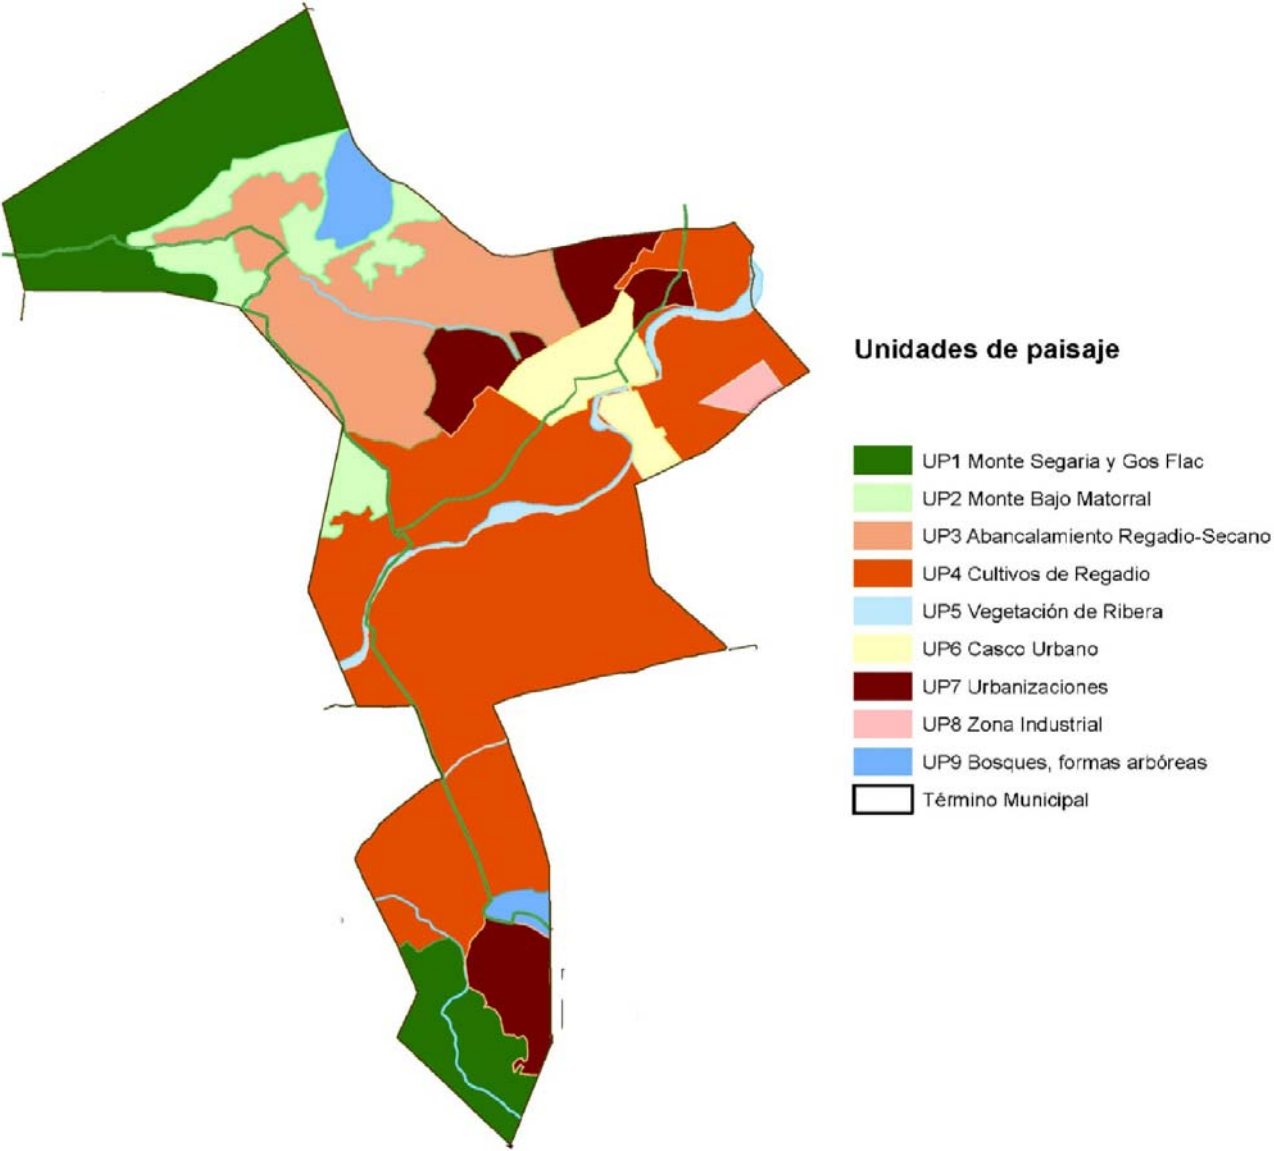 Unidades de paisaje
UP1 Monte Segaria y Gos Flac
UP2 Monte Bajo Matorral
UP3 Abancalamiento Regadio-Secano
UP4 Cultivos de Regadio
UP5 Vegetación de Ribera
UP6 Casco Urbano
UP7 Urbanizaciones
UP8 Zona Industrial
UP9 Bosques, formas arbóreas
Término Municipal